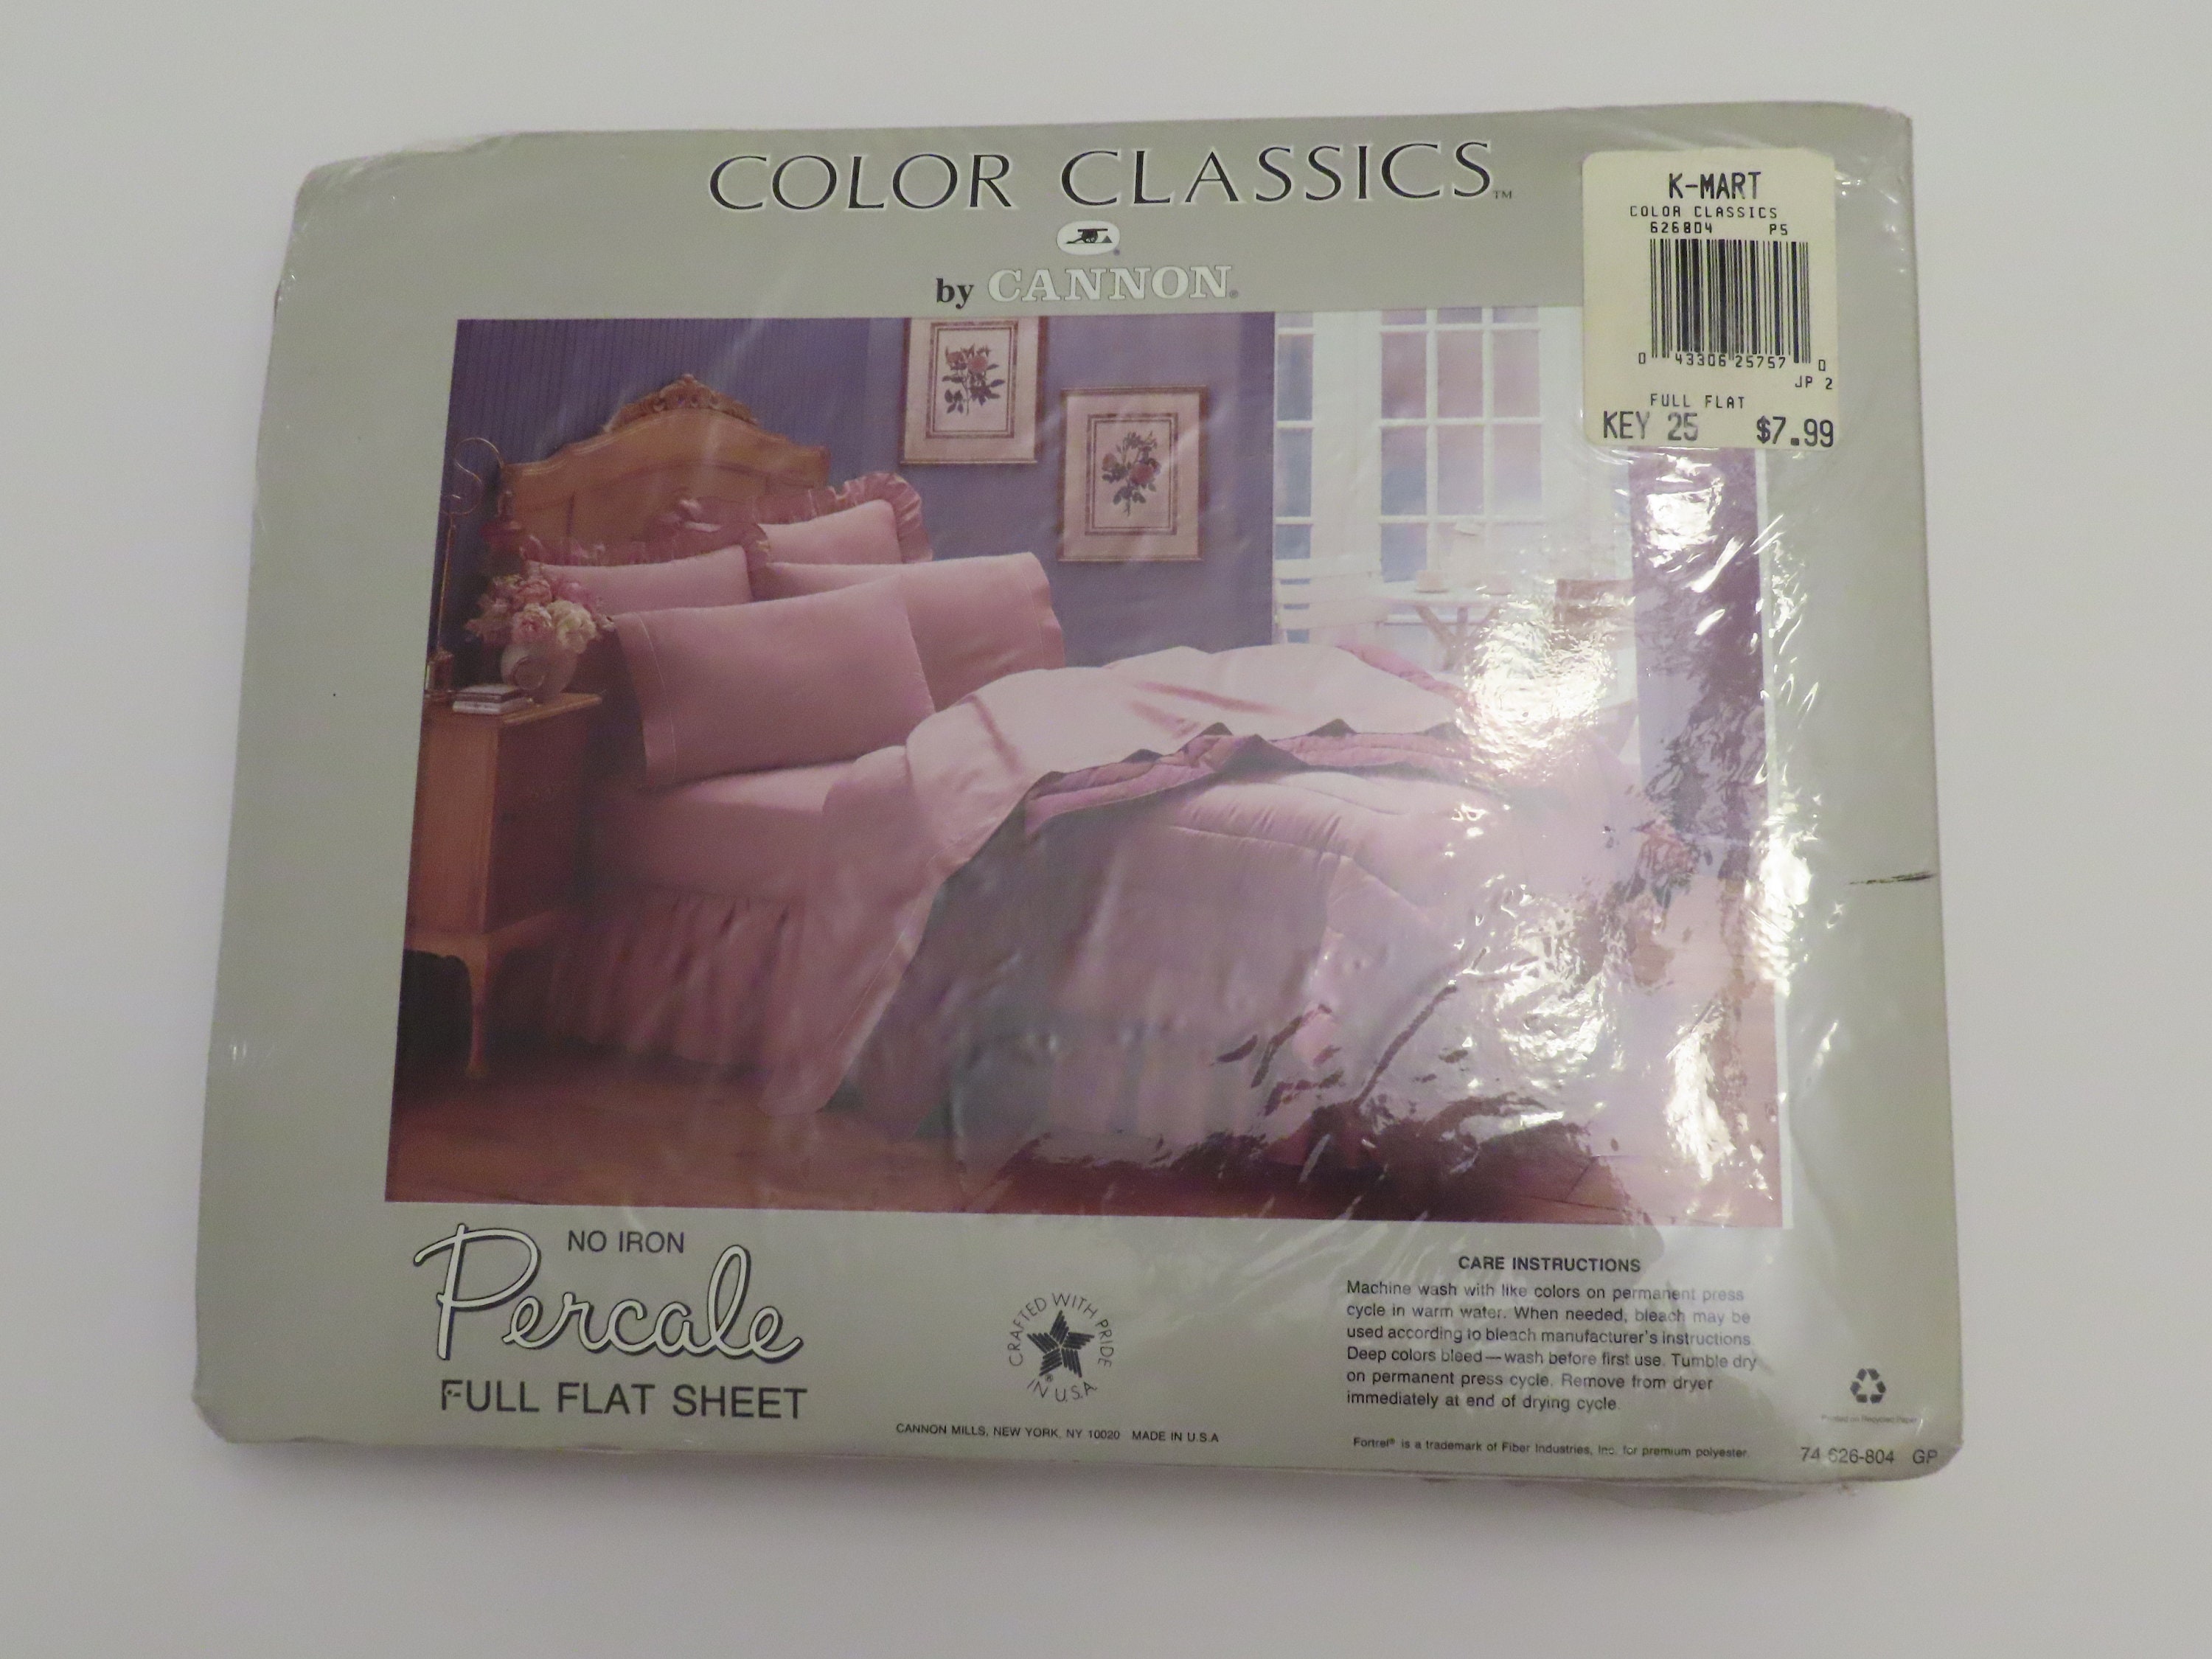 COLOR CLASSICS™
by CANNON®
K-MART
COLOR CLASSICS
626804 P5
0 43306 25757 0
JP 2
FULL FLAT
KEY 25 $7.99
NO IRON
Percale
FULL FLAT SHEET
CRAFTED WITH PRIDE
IN U.S.A
®
CANNON MILLS, NEW YORK, NY 10020 MADE IN U.S.A
CARE INSTRUCTIONS
Machine wash with like colors on permanent press
cycle in warm water. When needed, bleach may be
used according to bleach manufacturer's instructions.
Deep colors bleed—wash before first use. Tumble dry
on permanent press cycle. Remove from dryer
immediately at end of drying cycle.
Fortrel® is a trademark of Fiber Industries, Inc. for premium polyester.
Printed on Recycled Paper
74 626-804 GP